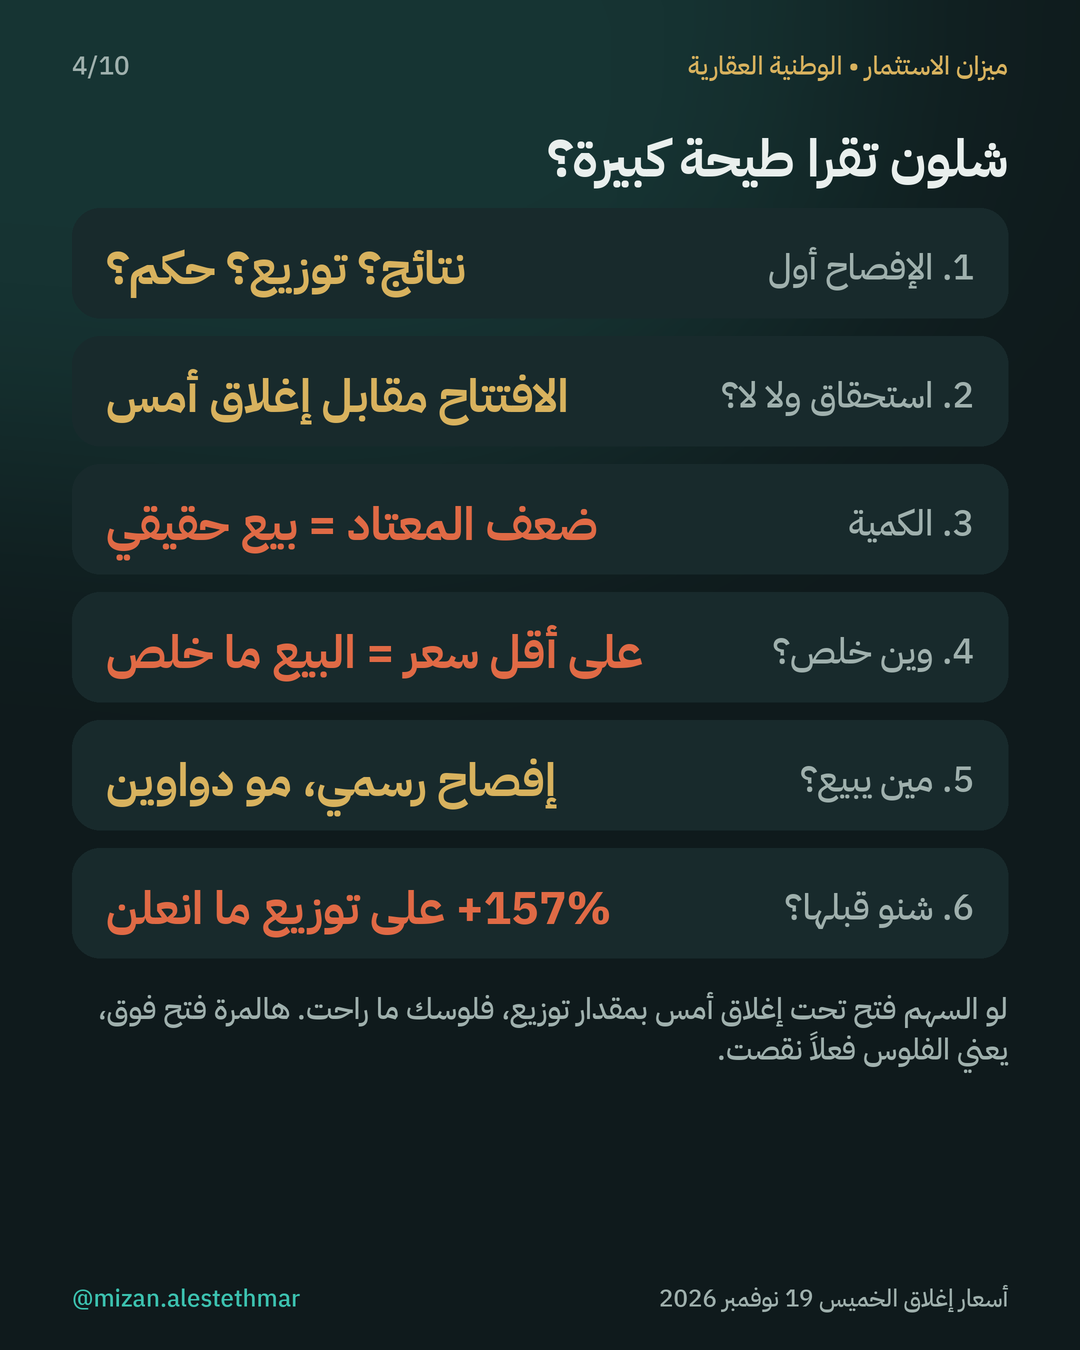 ميزان الاستثمار • الوطنية العقارية
4/10
شلون تقرا طيحة كبيرة؟
1. الإفصاح أول
نتائج؟ توزيع؟ حكم؟
2. استحقاق ولا لا؟
الافتتاح مقابل إغلاق أمس
3. الكمية
ضعف المعتاد = بيع حقيقي
4. وين خلص؟
على أقل سعر = البيع ما خلص
5. مين يبيع؟
إفصاح رسمي، مو دواوين
6. شنو قبلها؟
+157% على توزيع ما انعلن
لو السهم فتح تحت إغلاق أمس بمقدار توزيع، فلوسك ما راحت. هالمرة فتح فوق،
يعني الفلوس فعلاً نقصت.
أسعار إغلاق الخميس 19 نوفمبر 2026
@mizan.alestethmar